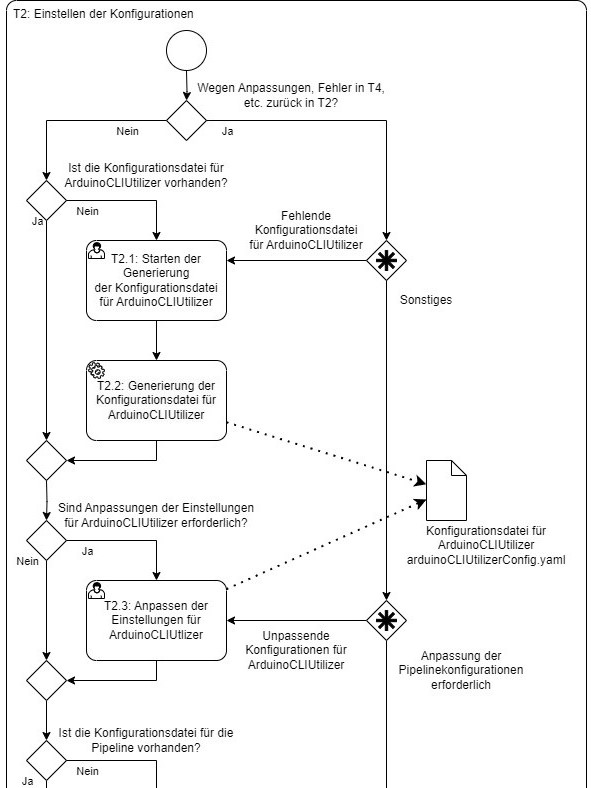 T2: Einstellen der Konfigurationen
Wegen Anpassungen, Fehler in T4,
etc. zurück in T2?
Nein
Ja
Ist die Konfigurationsdatei für
ArduinoCLIUtilizer vorhanden?
Ja
Nein
Fehlende
Konfigurationsdatei
für ArduinoCLIUtilizer
T2.1: Starten der
Generierung
der Konfigurationsdatei
für ArduinoCLIUtilizer
Sonstiges
T2.2: Generierung der
Konfigurationsdatei für
ArduinoCLIUtilizer
Sind Anpassungen der Einstellungen
für ArduinoCLIUtilizer erforderlich?
Konfigurationsdatei für
ArduinoCLIUtilizer
arduinoCLIUtilizerConfig.yaml
Nein
Ja
T2.3: Anpassen der
Einstellungen für
ArduinoCLIUtlizer
Unpassende
Konfigurationen für
ArduinoCLIUtilizer
Anpassung der
Pipelinekonfigurationen
erforderlich
Ist die Konfigurationsdatei für die
Pipeline vorhanden?
Nein
Ja